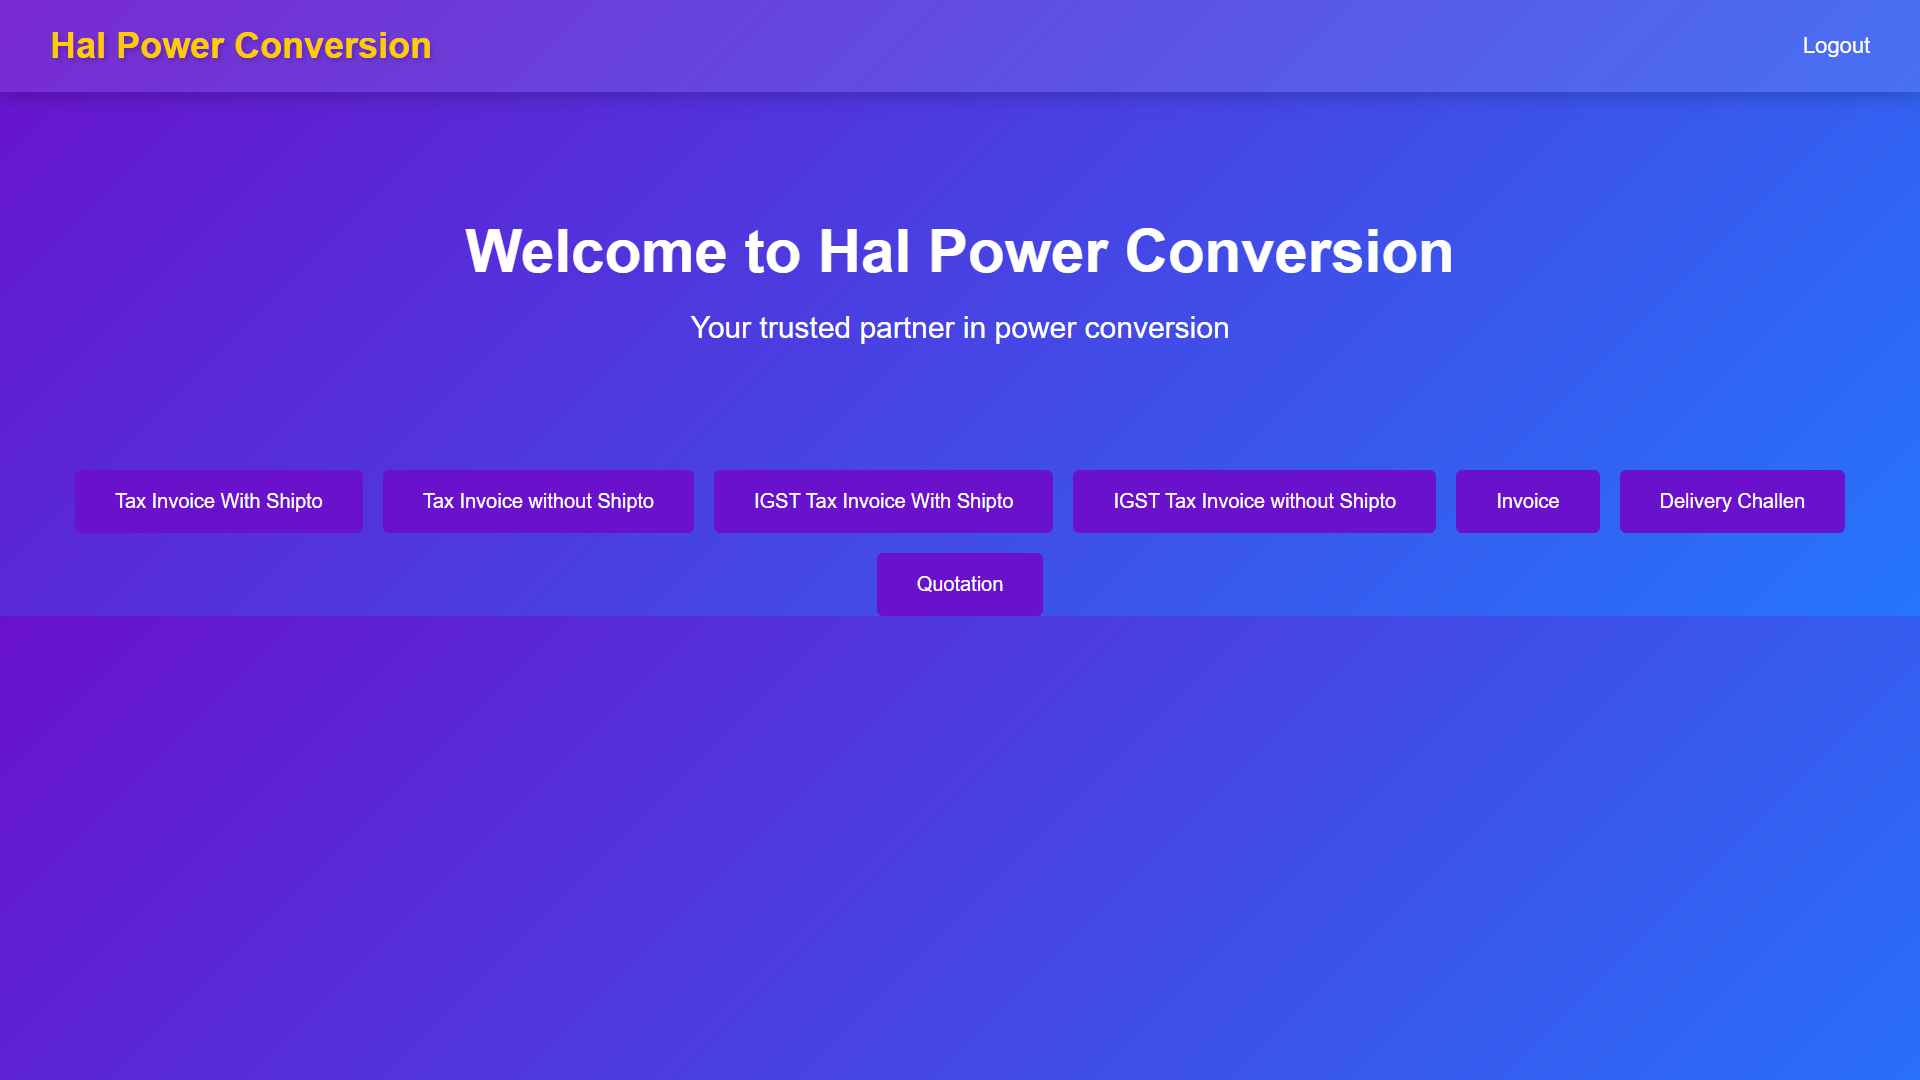 Hal Power Conversion
Logout
Welcome to Hal Power Conversion
Your trusted partner in power conversion
Tax Invoice With Shipto
Tax Invoice without Shipto
IGST Tax Invoice With Shipto
IGST Tax Invoice without Shipto
Invoice
Delivery Challen
Quotation